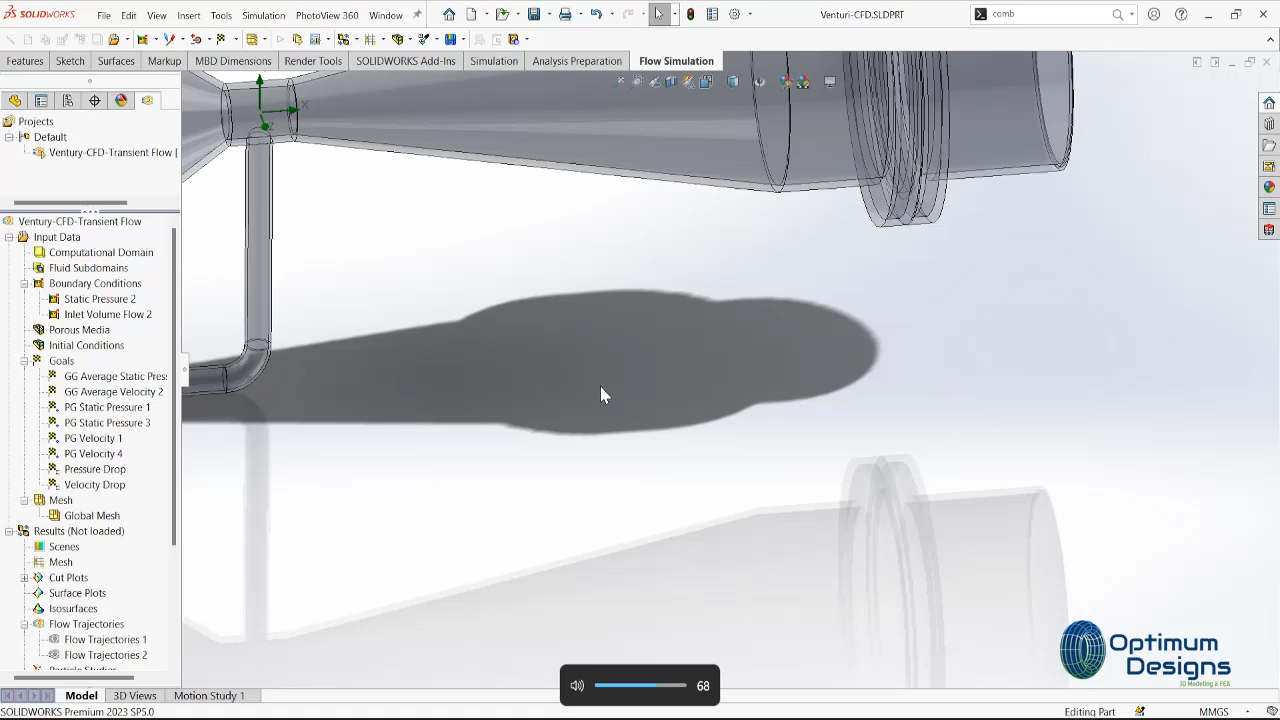 SOLIDWORKS File Edit View Insert Tools Simulation PhotoView 360 Window Venturi-CFD.SLDPRT comb
Features Sketch Surfaces Markup MBD Dimensions Render Tools SOLIDWORKS Add-Ins Simulation Analysis Preparation Flow Simulation
Projects
Default
Ventury-CFD-Transient Flow [
Ventury-CFD-Transient Flow
Input Data
Computational Domain
Fluid Subdomains
Boundary Conditions
Static Pressure 2
Inlet Volume Flow 2
Porous Media
Initial Conditions
Goals
GG Average Static Press
GG Average Velocity 2
PG Static Pressure 1
PG Static Pressure 3
PG Velocity 1
PG Velocity 4
Pressure Drop
Velocity Drop
Mesh
Global Mesh
Results (Not loaded)
Scenes
Mesh
Cut Plots
Surface Plots
Isosurfaces
Flow Trajectories
Flow Trajectories 1
Flow Trajectories 2
X
Z
Optimum
Designs
3D Modeling & FEA
68
Model 3D Views Motion Study 1
SOLIDWORKS Premium 2023 SP5.0 Editing Part MMGS